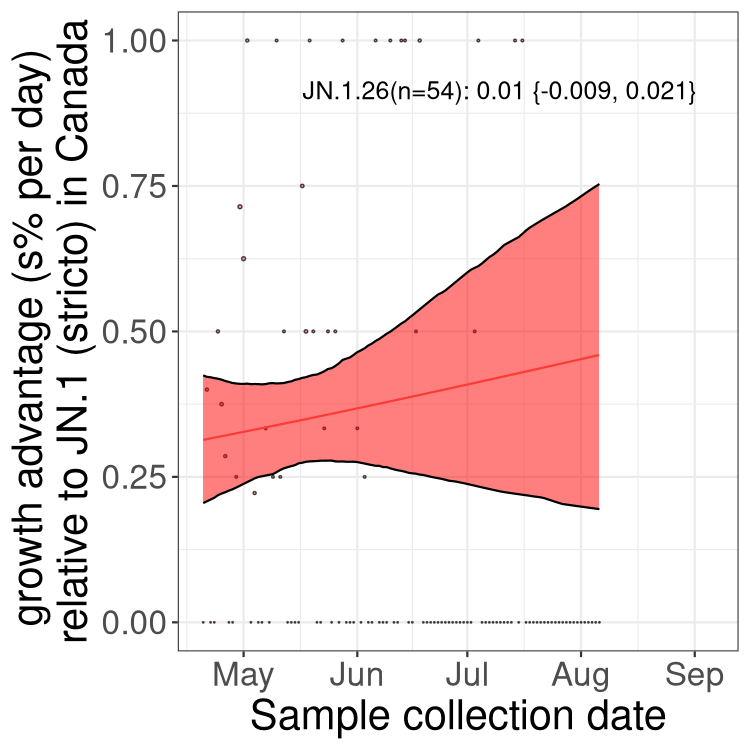 growth advantage (s% per day)
relative to JN.1 (stricto) in Canada
1.00
0.75
0.50
0.25
0.00
JN.1.26(n=54): 0.01 {-0.009, 0.021}
May Jun Jul Aug Sep
Sample collection date